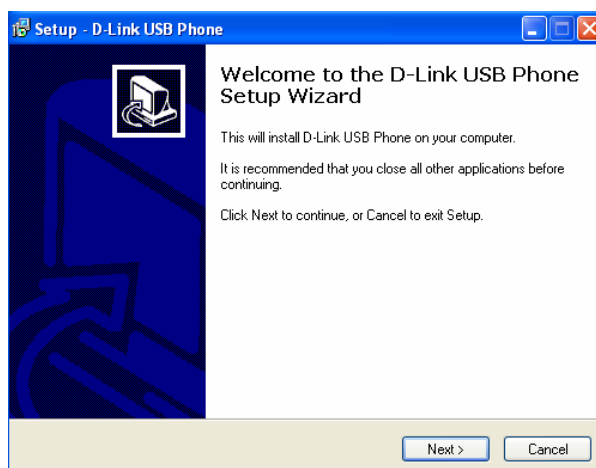 Setup - D-Link USB Phone
Welcome to the D-Link USB Phone
Setup Wizard
This will install D-Link USB Phone on your computer.
It is recommended that you close all other applications before
continuing.
Click Next to continue, or Cancel to exit Setup.
Next >
Cancel